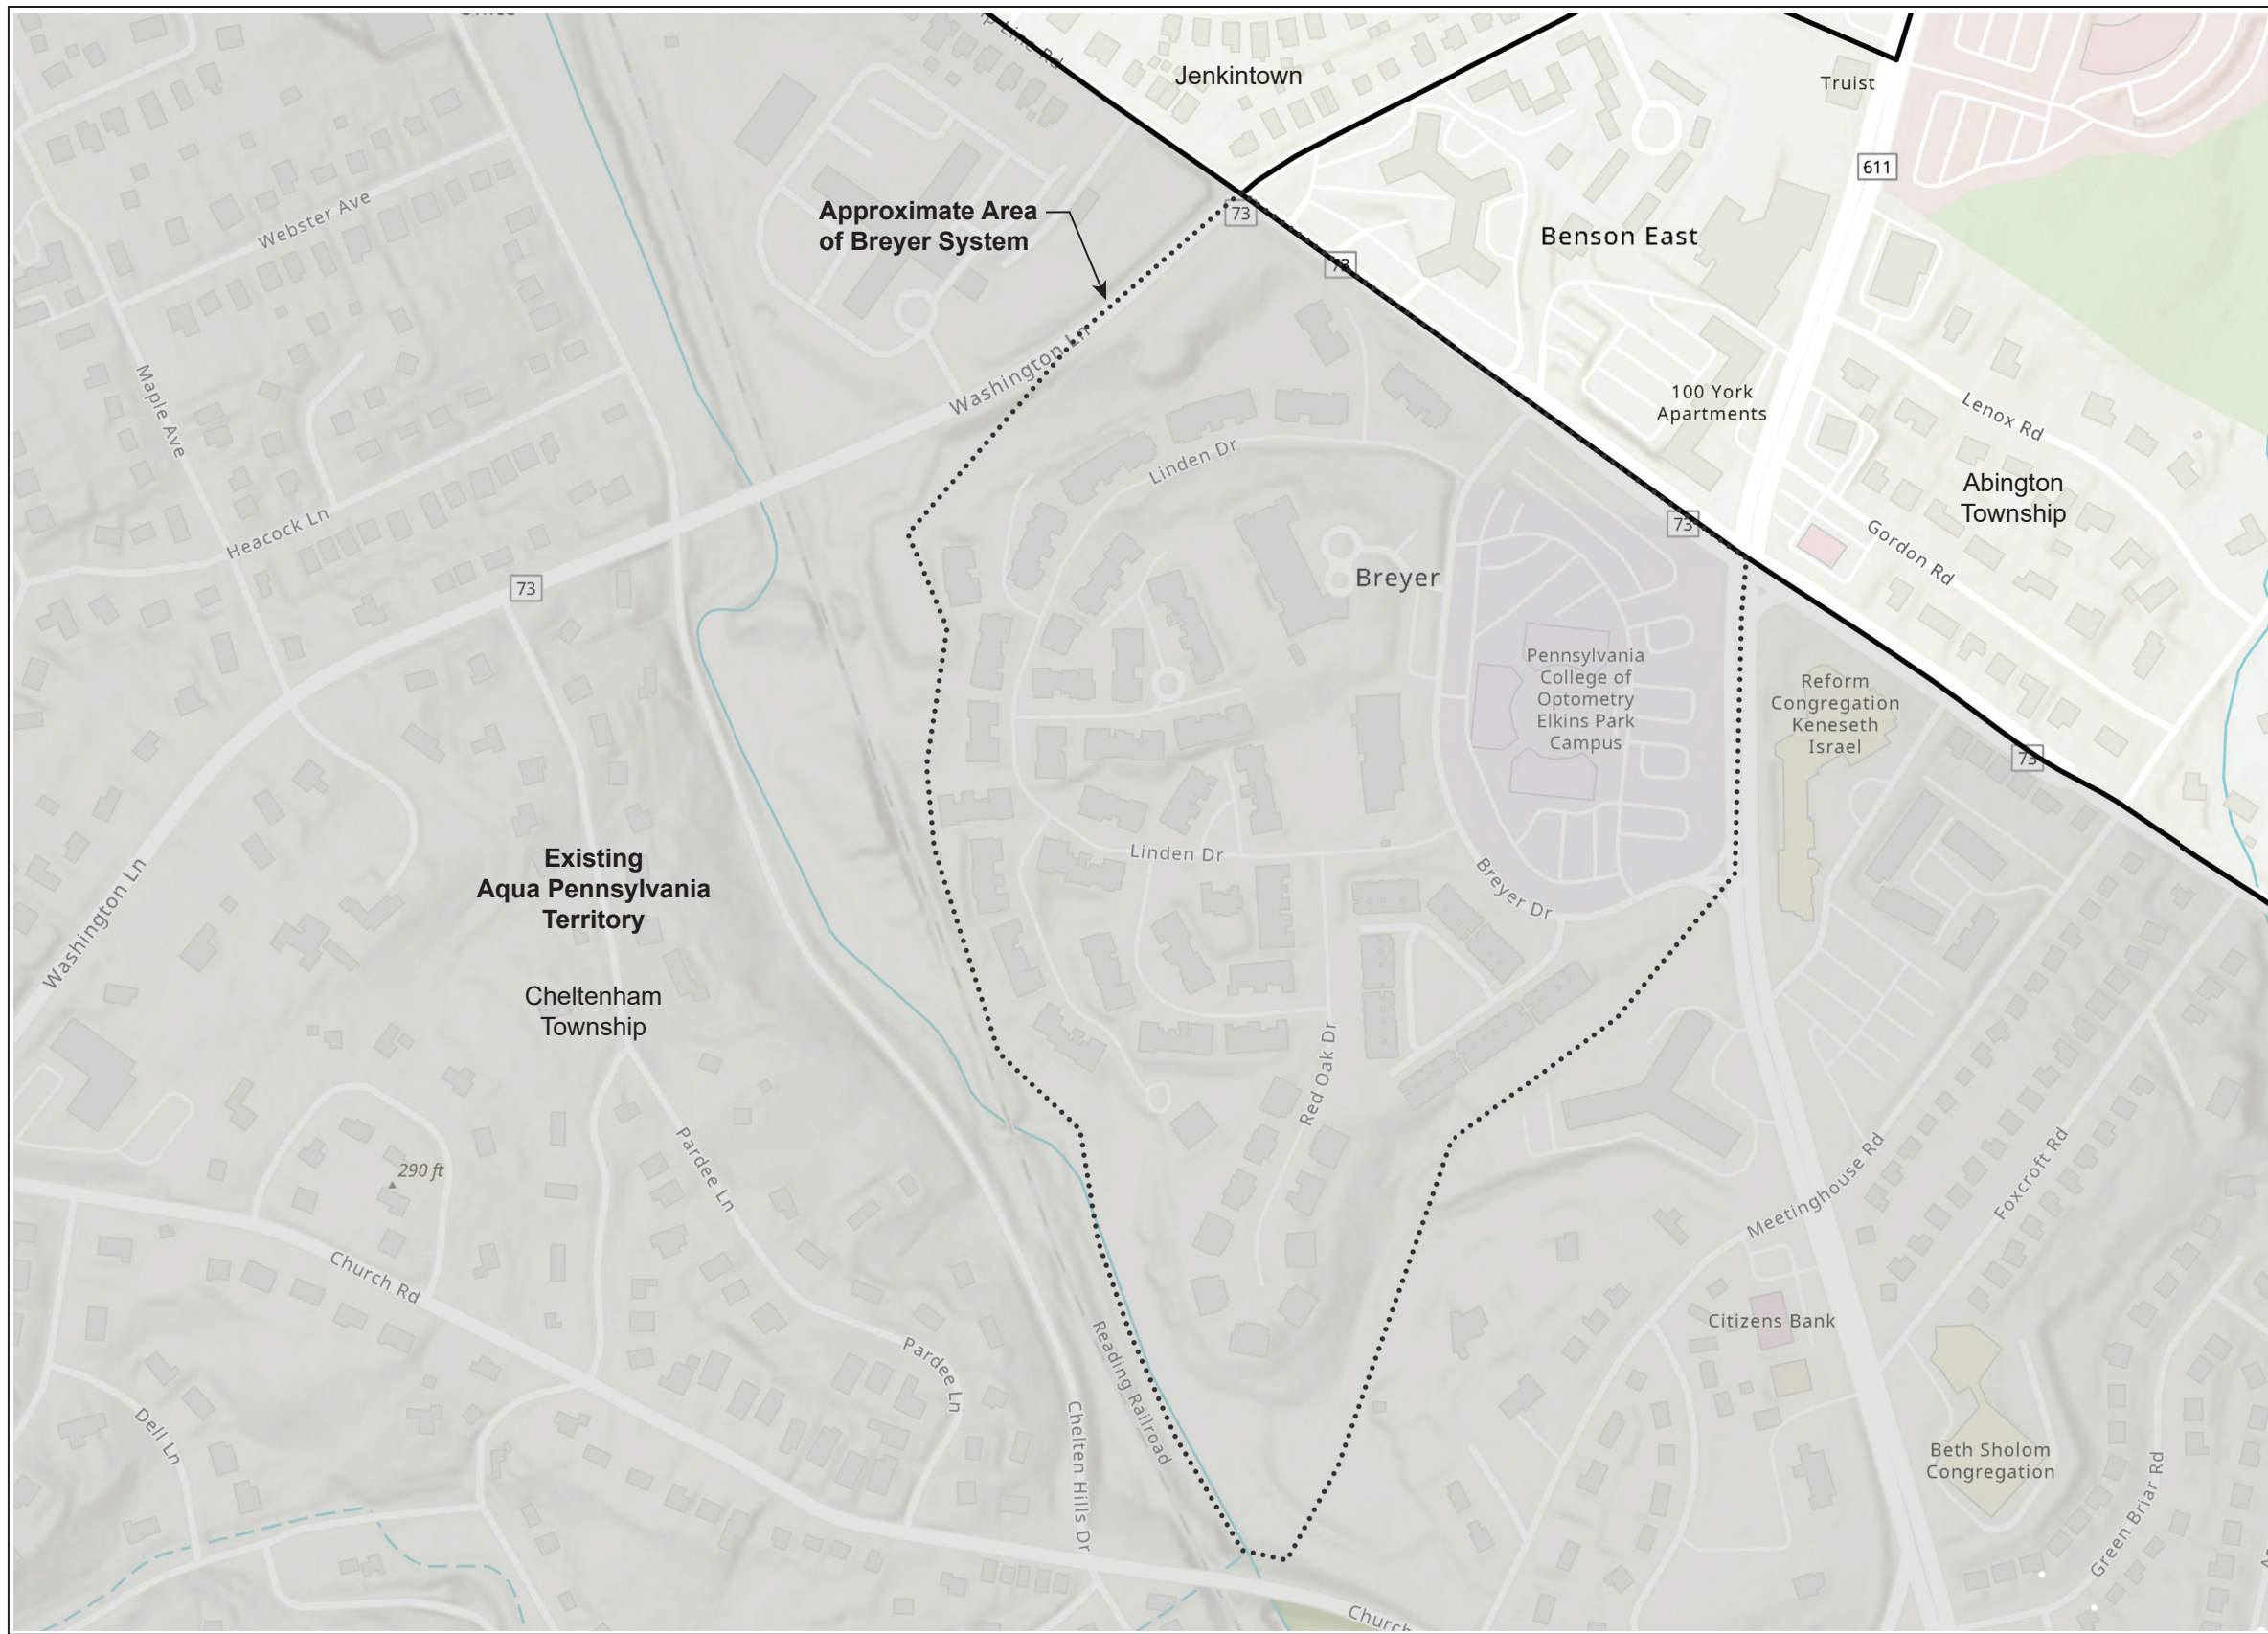 Jenkintown
Truist
611
Approximate Area
of Breyer System
Webster Ave
73
Benson East
73
Washington Ln
100 York
Apartments
Lenox Rd
Maple Ave
Linden Dr
Abington
Township
73
Heacock Ln
Gordon Rd
73
Breyer
Pennsylvania
College of
Optometry
Elkins Park
Campus
Reform
Congregation
Keneseth
Israel
73
Existing
Aqua Pennsylvania
Territory
Washington Ln
Linden Dr
Breyer Dr
Cheltenham
Township
Red Oak Dr
290 ft
Pardee Ln
Meetinghouse Rd
Foxcroft Rd
Church Rd
Citizens Bank
Reading Railroad
Pardee Ln
Chelten Hills Dr
Dell Ln
Beth Sholom
Congregation
Green Briar Rd
Church